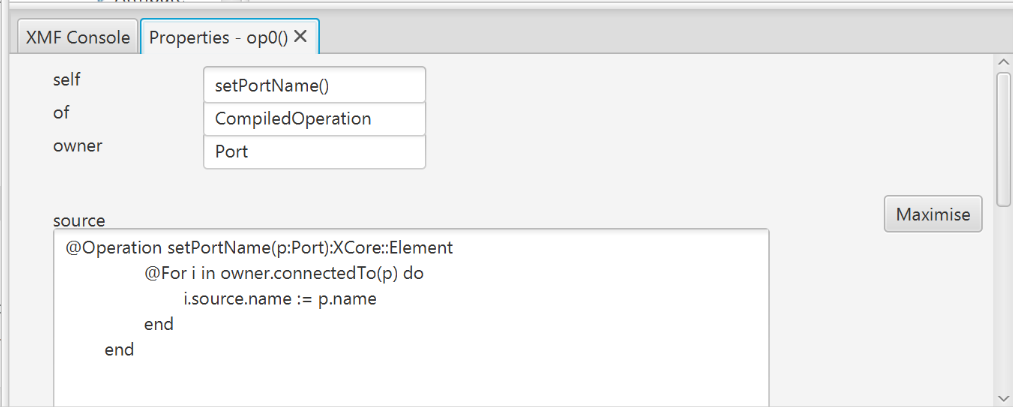 XMF Console
Properties - op0()
self
setPortName()
of
CompiledOperation
owner
Port
Maximise
source
@Operation setPortName(p:Port):XCore::Element
@For i in owner.connectedTo(p) do
i.source.name := p.name
end
end